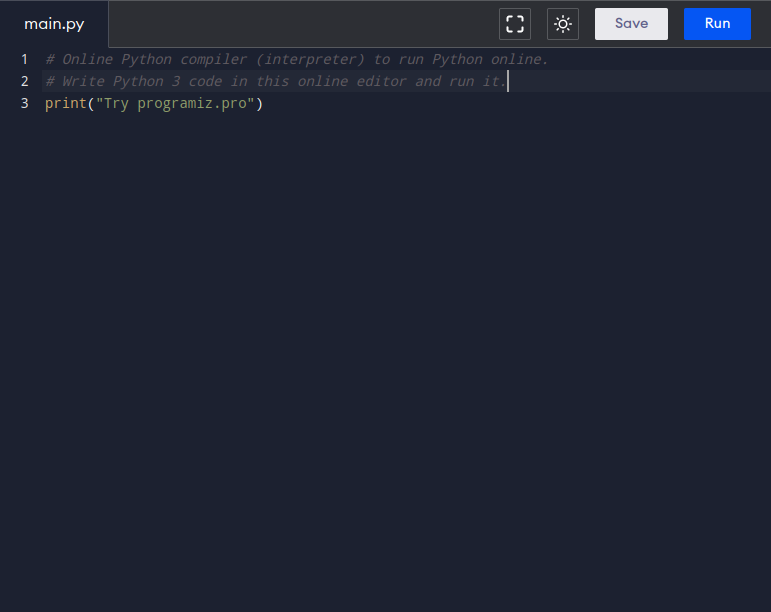 main.py
Save
Run
1 # Online Python compiler (interpreter) to run Python online.
2 # Write Python 3 code in this online editor and run it.
3 print("Try programiz.pro")